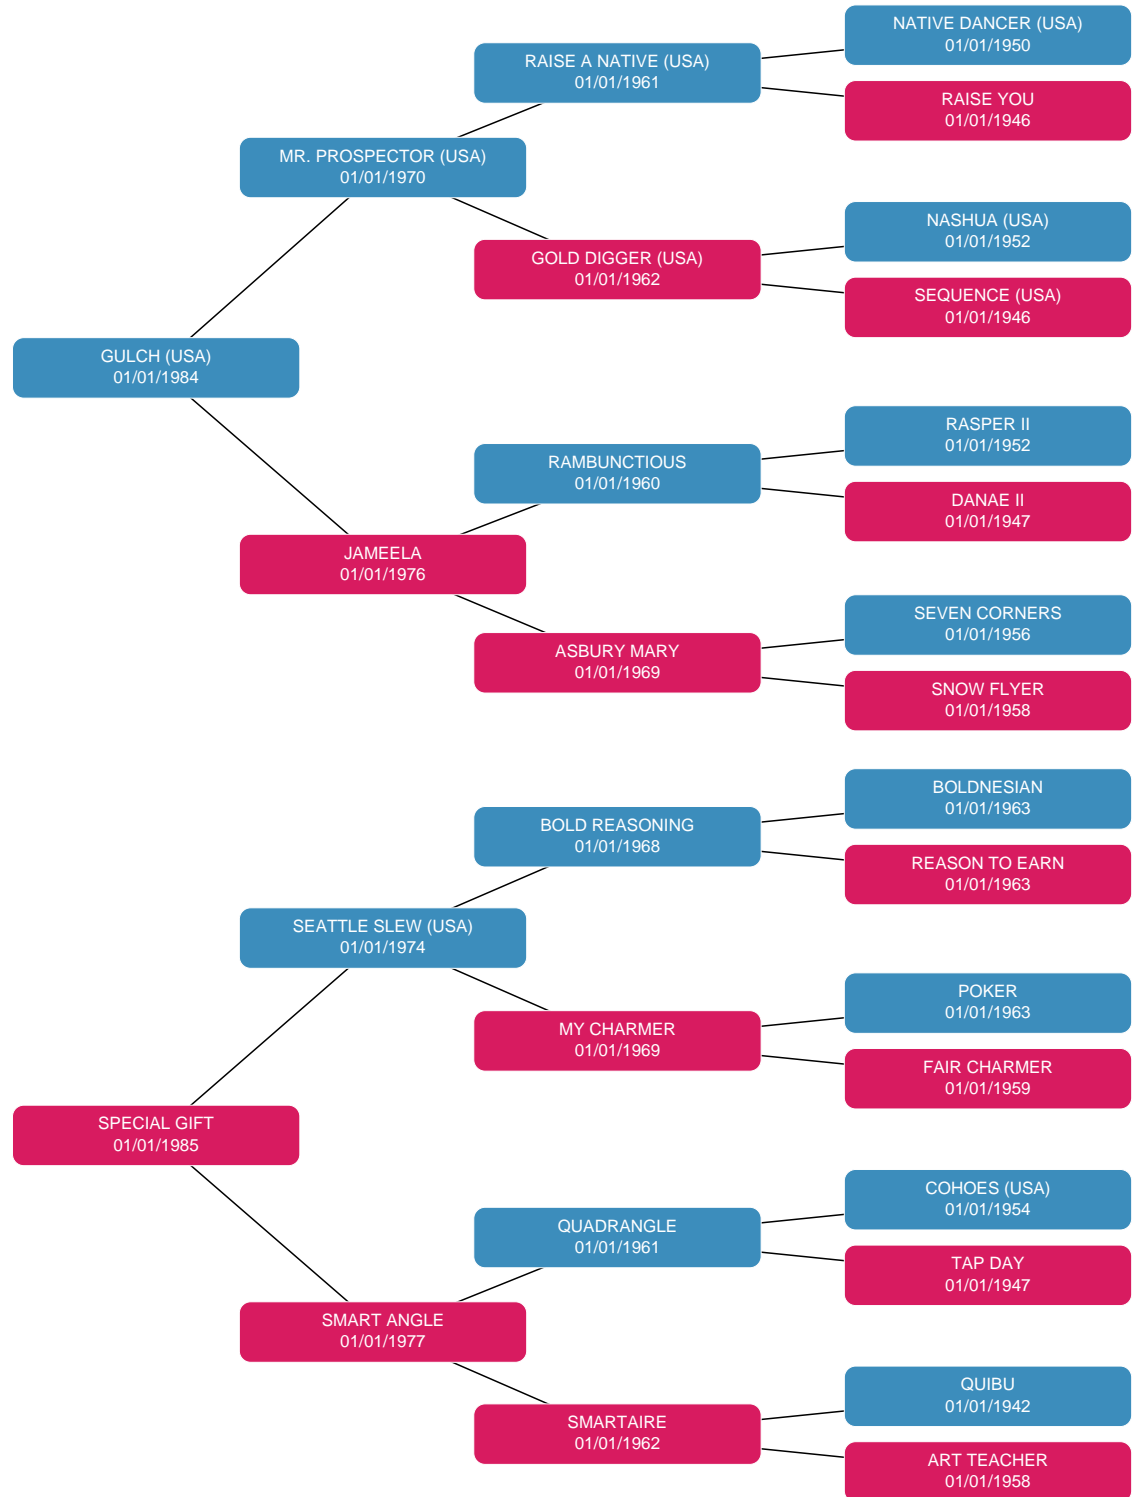 NATIVE DANCER (USA)
01/01/1950
RAISE A NATIVE (USA)
01/01/1961
RAISE YOU
01/01/1946
MR. PROSPECTOR (USA)
01/01/1970
NASHUA (USA)
01/01/1952
GOLD DIGGER (USA)
01/01/1962
SEQUENCE (USA)
01/01/1946
GULCH (USA)
01/01/1984
RASPER II
01/01/1952
RAMBUNCTIOUS
01/01/1960
DANAE II
01/01/1947
JAMEELA
01/01/1976
SEVEN CORNERS
01/01/1956
ASBURY MARY
01/01/1969
SNOW FLYER
01/01/1958
BOLDNESIAN
01/01/1963
BOLD REASONING
01/01/1968
REASON TO EARN
01/01/1963
SEATTLE SLEW (USA)
01/01/1974
POKER
01/01/1963
MY CHARMER
01/01/1969
FAIR CHARMER
01/01/1959
SPECIAL GIFT
01/01/1985
COHOES (USA)
01/01/1954
QUADRANGLE
01/01/1961
TAP DAY
01/01/1947
SMART ANGLE
01/01/1977
QUIBU
01/01/1942
SMARTAIRE
01/01/1962
ART TEACHER
01/01/1958